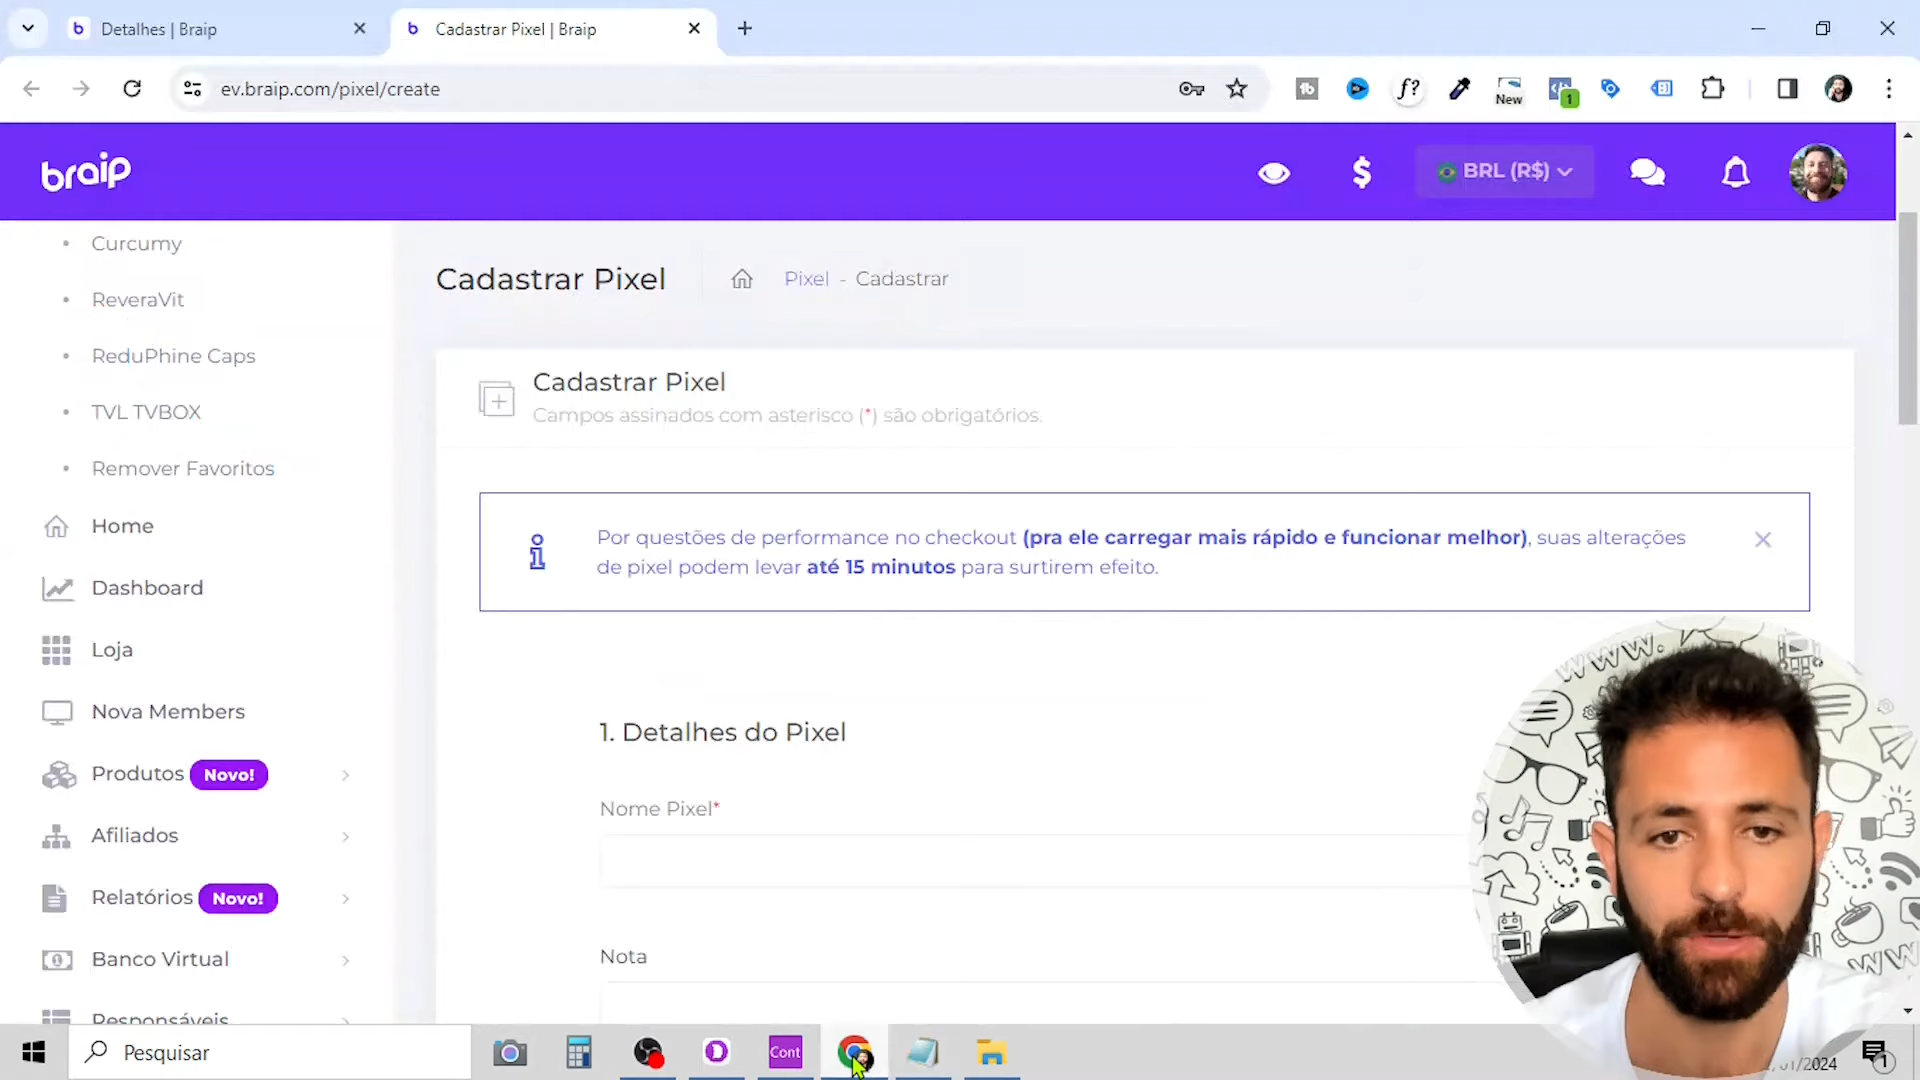 Detalhes | Braip
Cadastrar Pixel | Braip
ev.braip.com/pixel/create
f?
New
1
braip
BRL (R$)
Curcumy
ReveraVit
ReduPhine Caps
TVL TVBOX
Remover Favoritos
Home
Dashboard
Loja
Nova Members
Produtos Novo!
Afiliados
Relatórios Novo!
Banco Virtual
Responsáveis
Cadastrar Pixel
Pixel - Cadastrar
Cadastrar Pixel
Campos assinados com asterisco (*) são obrigatórios.
Por questões de performance no checkout (pra ele carregar mais rápido e funcionar melhor), suas alterações
de pixel podem levar até 15 minutos para surtirem efeito.
1. Detalhes do Pixel
Nome Pixel*
Nota
www.
Pesquisar
Cont
/2024
1